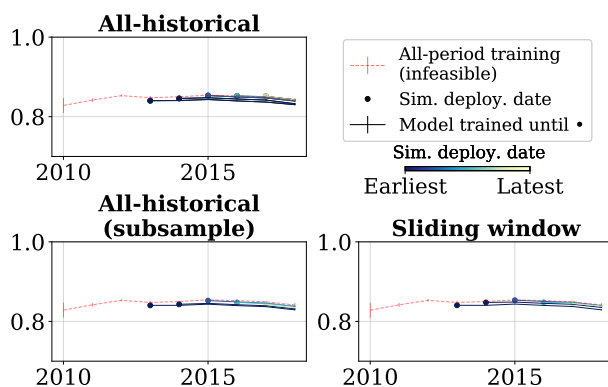 All-historical
1.0
0.8
2010 2015
All-period training
(infeasible)
Sim. deploy. date
Model trained until •
Sim. deploy. date
Earliest Latest
All-historical
(subsample)
1.0
0.8
2010 2015
Sliding window
1.0
0.8
2010 2015